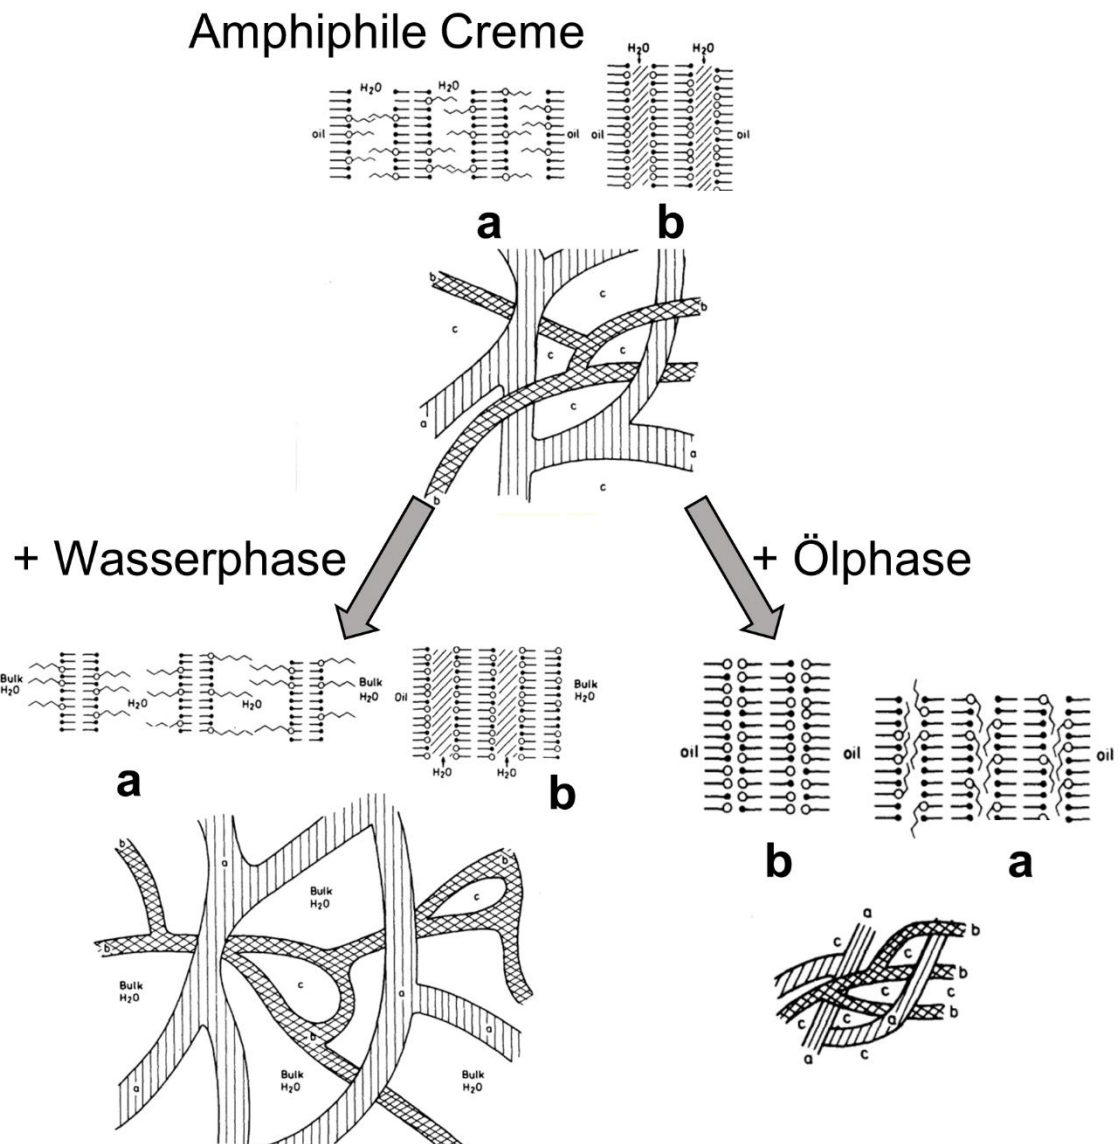 Amphiphile Creme
H₂O H₂O H₂O H₂O
oil oil oil oil
a b
b
c
b
c
c c
c
a
a
b c
+ Wasserphase + Ölphase
Bulk H₂O H₂O H₂O Bulk H₂O Oil Bulk H₂O
H₂O H₂O
oil oil oil
a b
b a
b a b
Bulk H₂O
c
b
Bulk H₂O
c
a
b
a
a
Bulk H₂O
Bulk H₂O
a
c b
c
b
c c
c c a b
a c